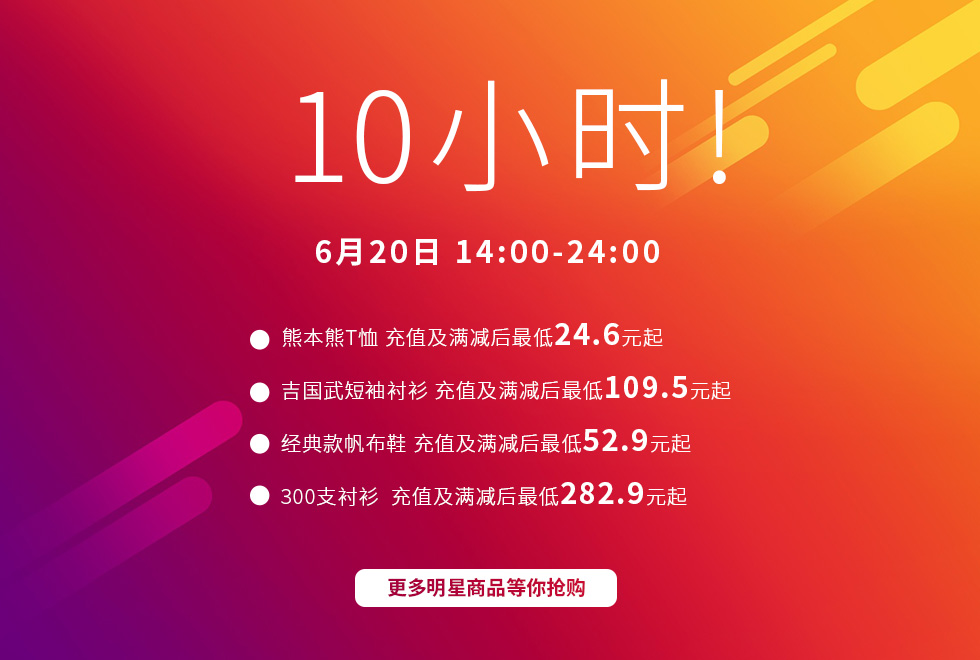 10小时!
6月20日 14:00-24:00
熊本熊T恤 充值及满减后最低24.6元起
吉国武短袖衬衫 充值及满减后最低109.5元起
经典款帆布鞋 充值及满减后最低52.9元起
300支衬衫 充值及满减后最低282.9元起
更多明星商品等你抢购